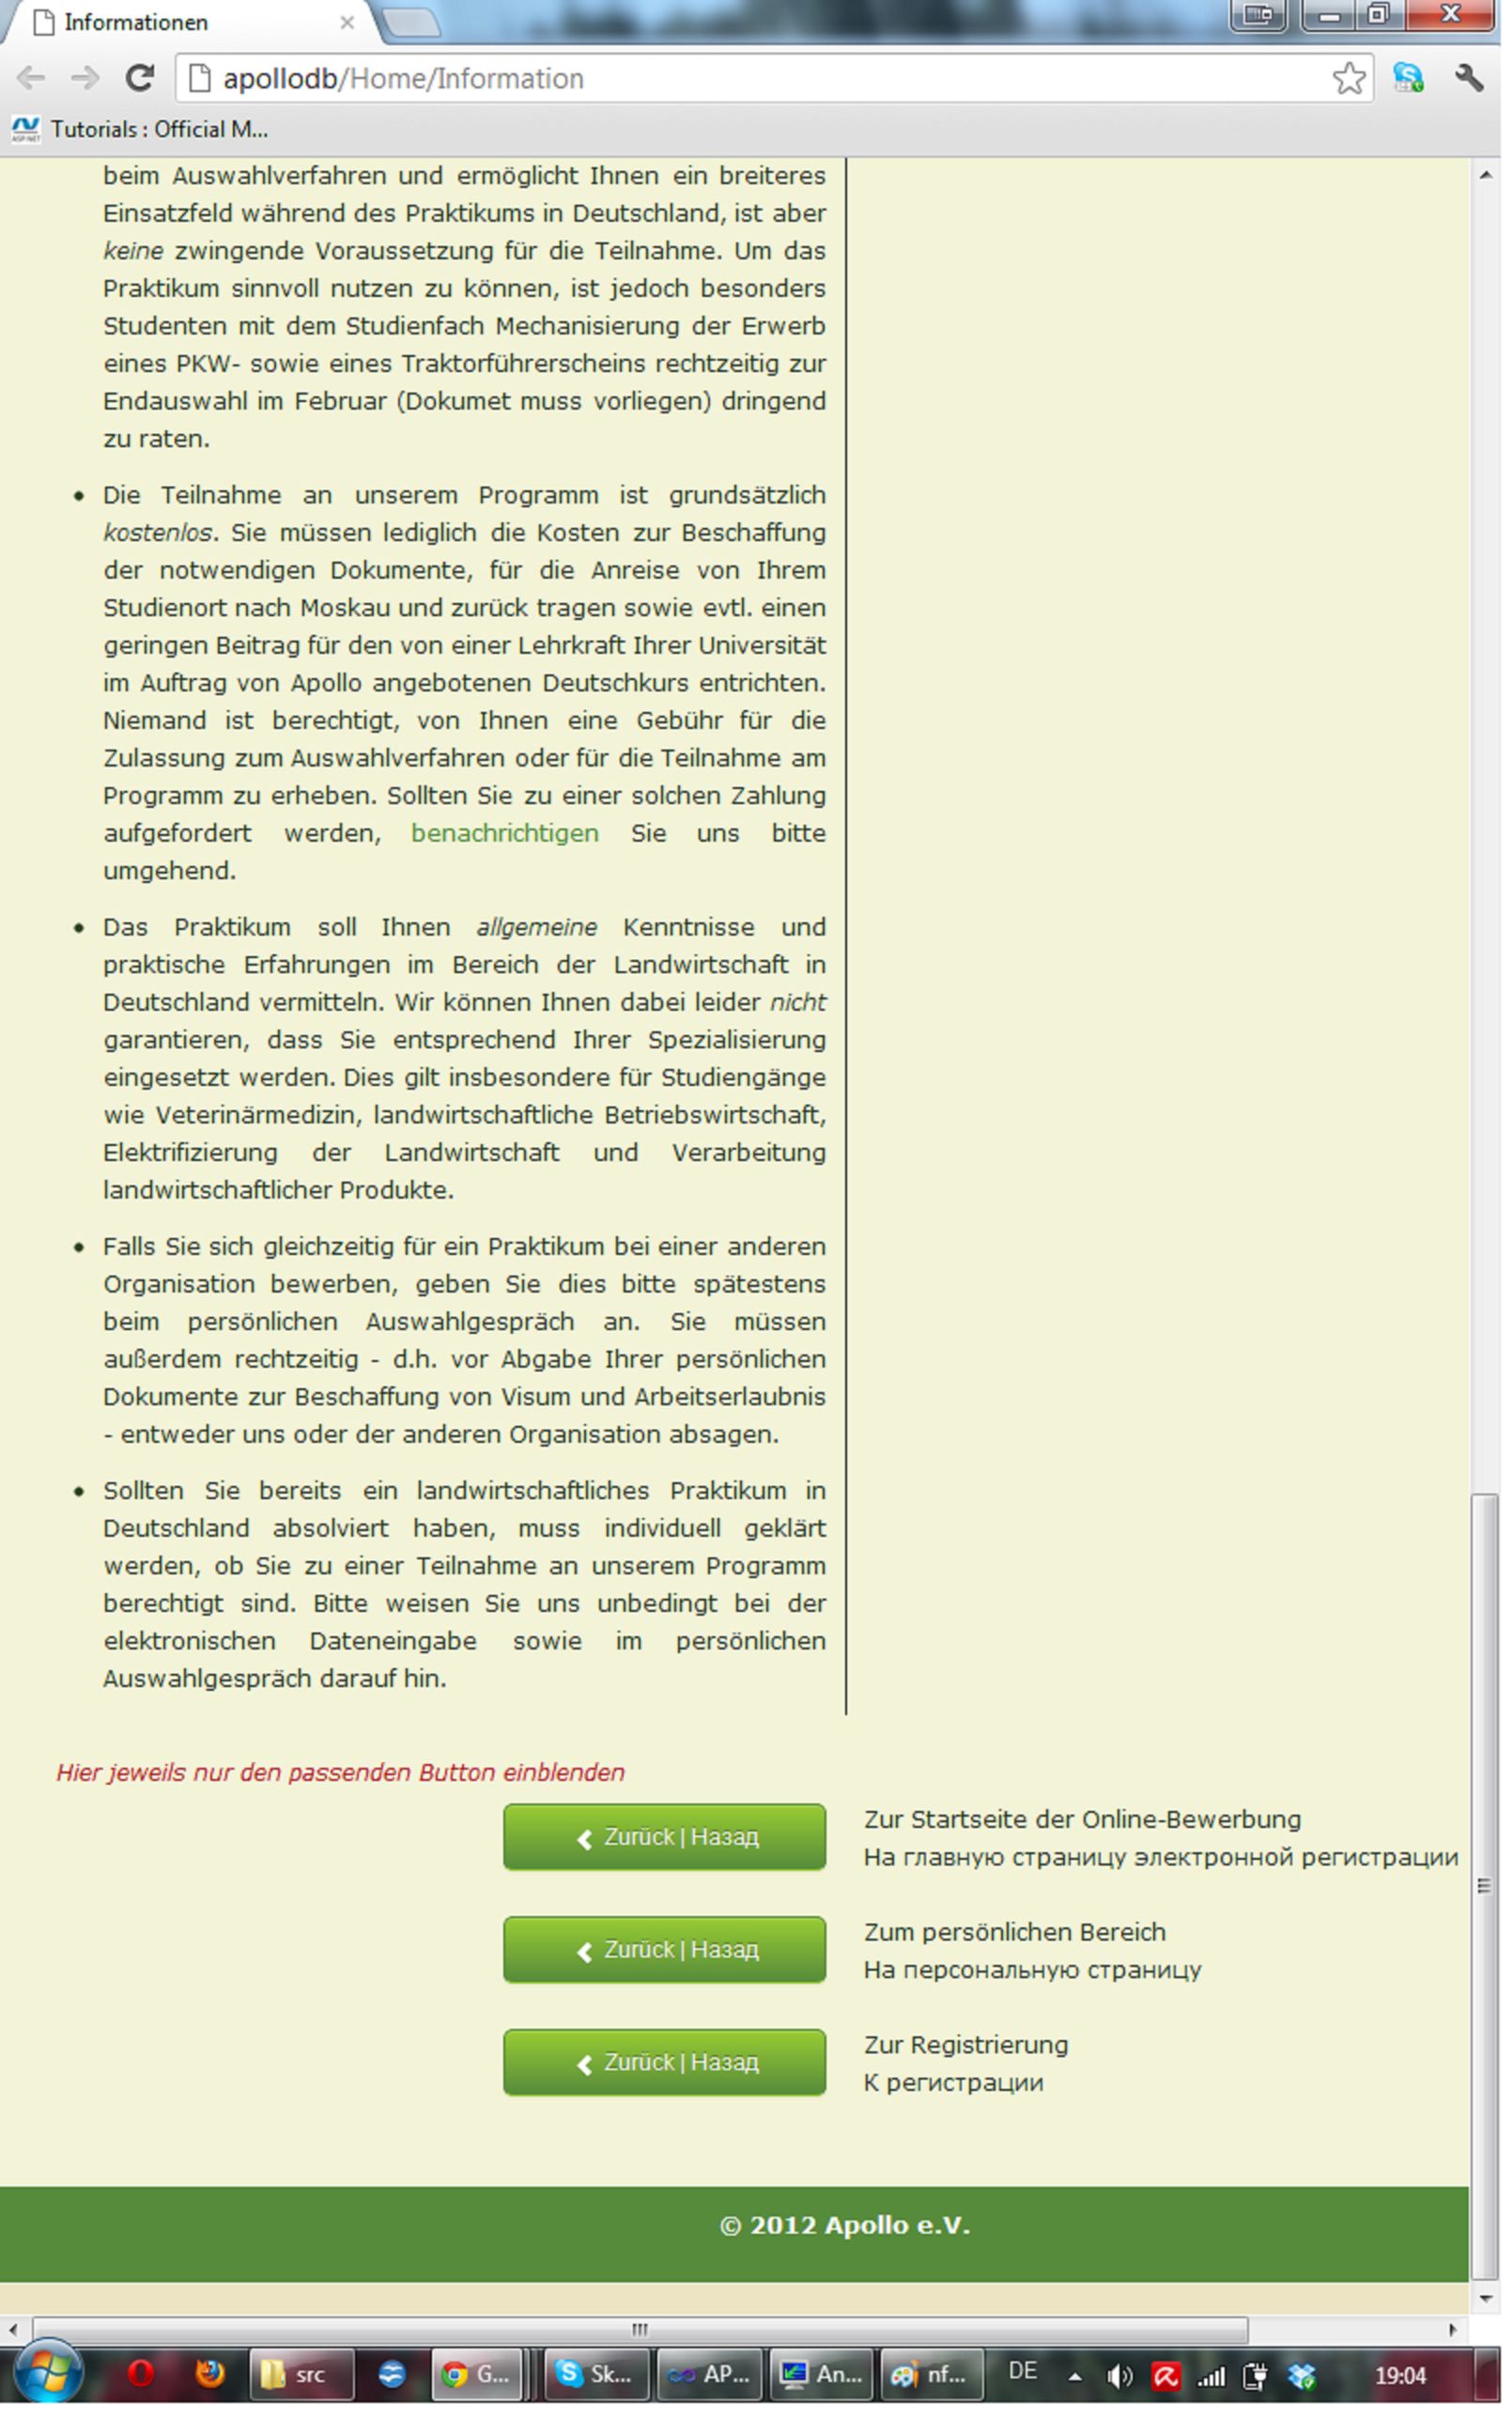 Informationen
apollodb/Home/Information
Tutorials : Official M...
beim Auswahlverfahren und ermöglicht Ihnen ein breiteres
Einsatzfeld während des Praktikums in Deutschland, ist aber
keine zwingende Voraussetzung für die Teilnahme. Um das
Praktikum sinnvoll nutzen zu können, ist jedoch besonders
Studenten mit dem Studienfach Mechanisierung der Erwerb
eines PKW- sowie eines Traktorführerscheins rechtzeitig zur
Endauswahl im Februar (Dokumet muss vorliegen) dringend
zu raten.
• Die Teilnahme an unserem Programm ist grundsätzlich
kostenlos. Sie müssen lediglich die Kosten zur Beschaffung
der notwendigen Dokumente, für die Anreise von Ihrem
Studienort nach Moskau und zurück tragen sowie evtl. einen
geringen Beitrag für den von einer Lehrkraft Ihrer Universität
im Auftrag von Apollo angebotenen Deutschkurs entrichten.
Niemand ist berechtigt, von Ihnen eine Gebühr für die
Zulassung zum Auswahlverfahren oder für die Teilnahme am
Programm zu erheben. Sollten Sie zu einer solchen Zahlung
aufgefordert werden, benachrichtigen Sie uns bitte
umgehend.
• Das Praktikum soll Ihnen allgemeine Kenntnisse und
praktische Erfahrungen im Bereich der Landwirtschaft in
Deutschland vermitteln. Wir können Ihnen dabei leider nicht
garantieren, dass Sie entsprechend Ihrer Spezialisierung
eingesetzt werden. Dies gilt insbesondere für Studiengänge
wie Veterinärmedizin, landwirtschaftliche Betriebswirtschaft,
Elektrifizierung der Landwirtschaft und Verarbeitung
landwirtschaftlicher Produkte.
• Falls Sie sich gleichzeitig für ein Praktikum bei einer anderen
Organisation bewerben, geben Sie dies bitte spätestens
beim persönlichen Auswahlgespräch an. Sie müssen
außerdem rechtzeitig - d.h. vor Abgabe Ihrer persönlichen
Dokumente zur Beschaffung von Visum und Arbeitserlaubnis
- entweder uns oder der anderen Organisation absagen.
• Sollten Sie bereits ein landwirtschaftliches Praktikum in
Deutschland absolviert haben, muss individuell geklärt
werden, ob Sie zu einer Teilnahme an unserem Programm
berechtigt sind. Bitte weisen Sie uns unbedingt bei der
elektronischen Dateneingabe sowie im persönlichen
Auswahlgespräch darauf hin.
Hier jeweils nur den passenden Button einblenden
Zurück | Назад
Zur Startseite der Online-Bewerbung
На главную страницу электронной регистрации
Zurück | Назад
Zum persönlichen Bereich
На персональную страницу
Zurück | Назад
Zur Registrierung
К регистрации
© 2012 Apollo e.V.
src
G...
Sk...
AP...
An...
nf...
DE
19:04